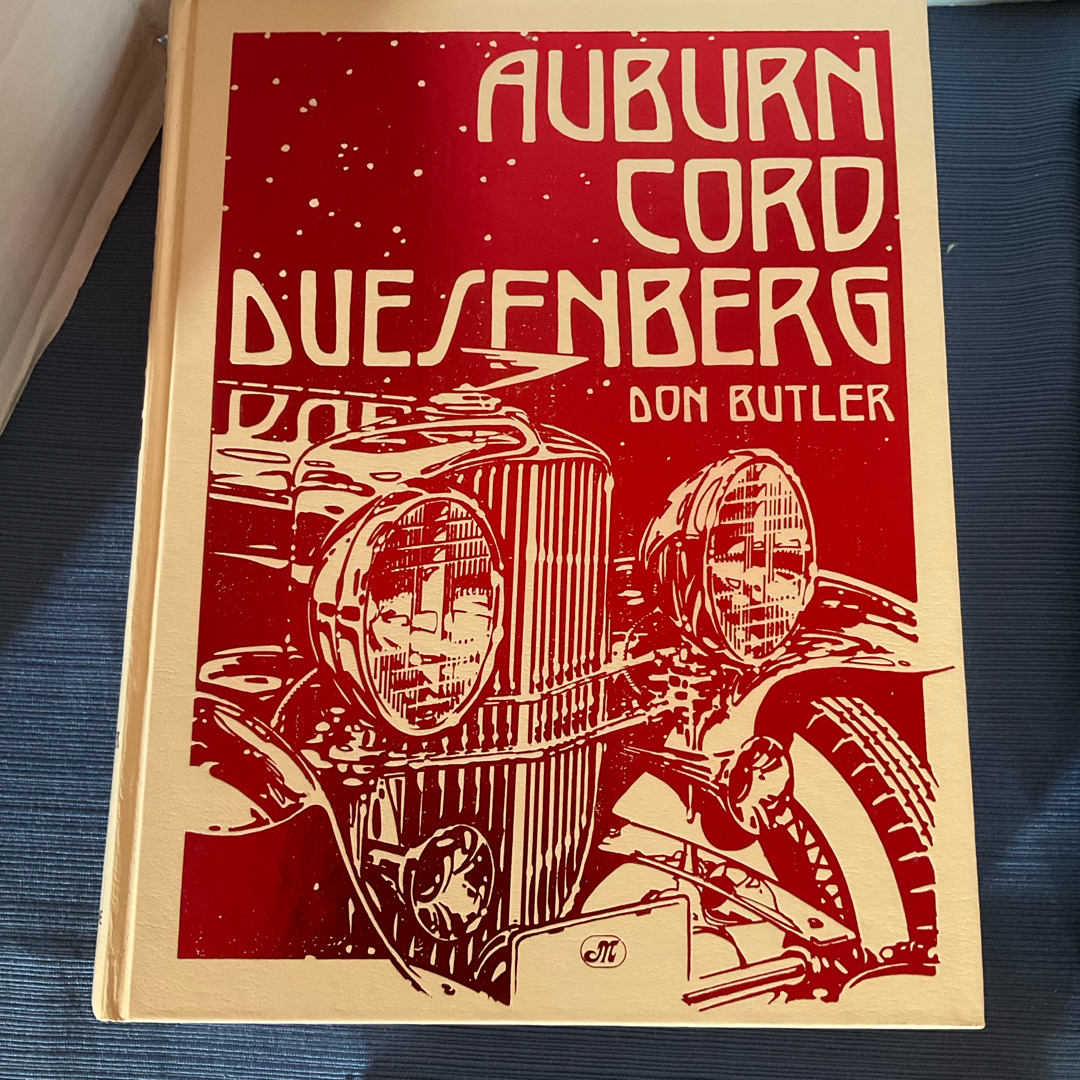 AUBURN
CORD
DUESENBERG
DON BUTLER
M